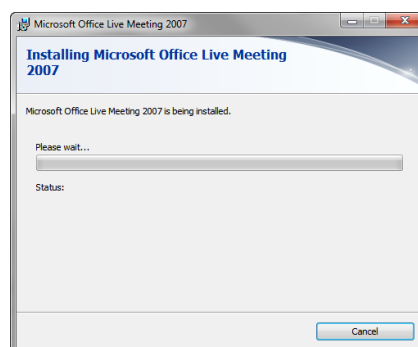 Microsoft Office Live Meeting 2007
Installing Microsoft Office Live Meeting
2007
Microsoft Office Live Meeting 2007 is being installed.
Please wait...
Status:
Cancel